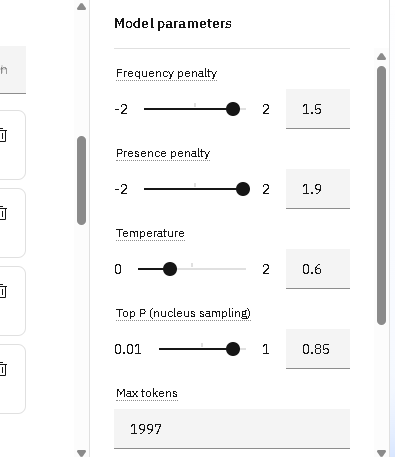 Model parameters
Frequency penalty
-2 2 1.5
Presence penalty
-2 2 1.9
Temperature
0 2 0.6
Top P (nucleus sampling)
0.01 1 0.85
Max tokens
1997